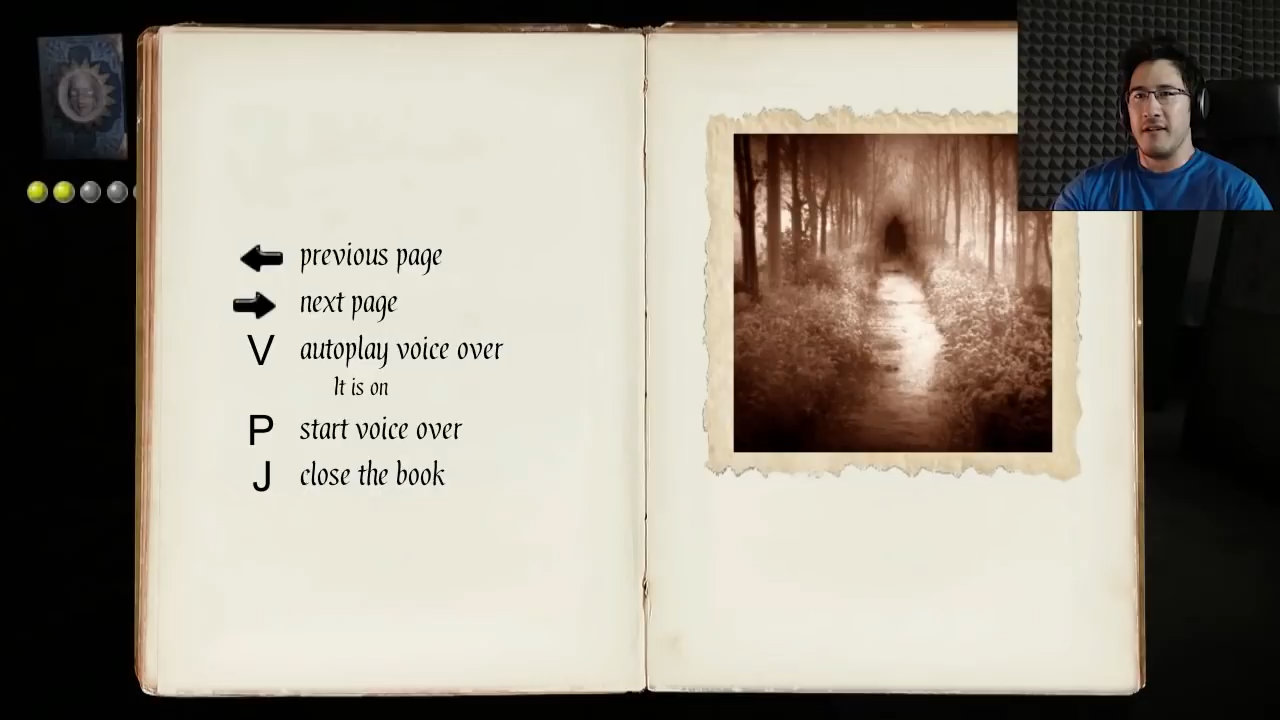 previous page
next page
V autoplay voice over
It is on
P start voice over
J close the book